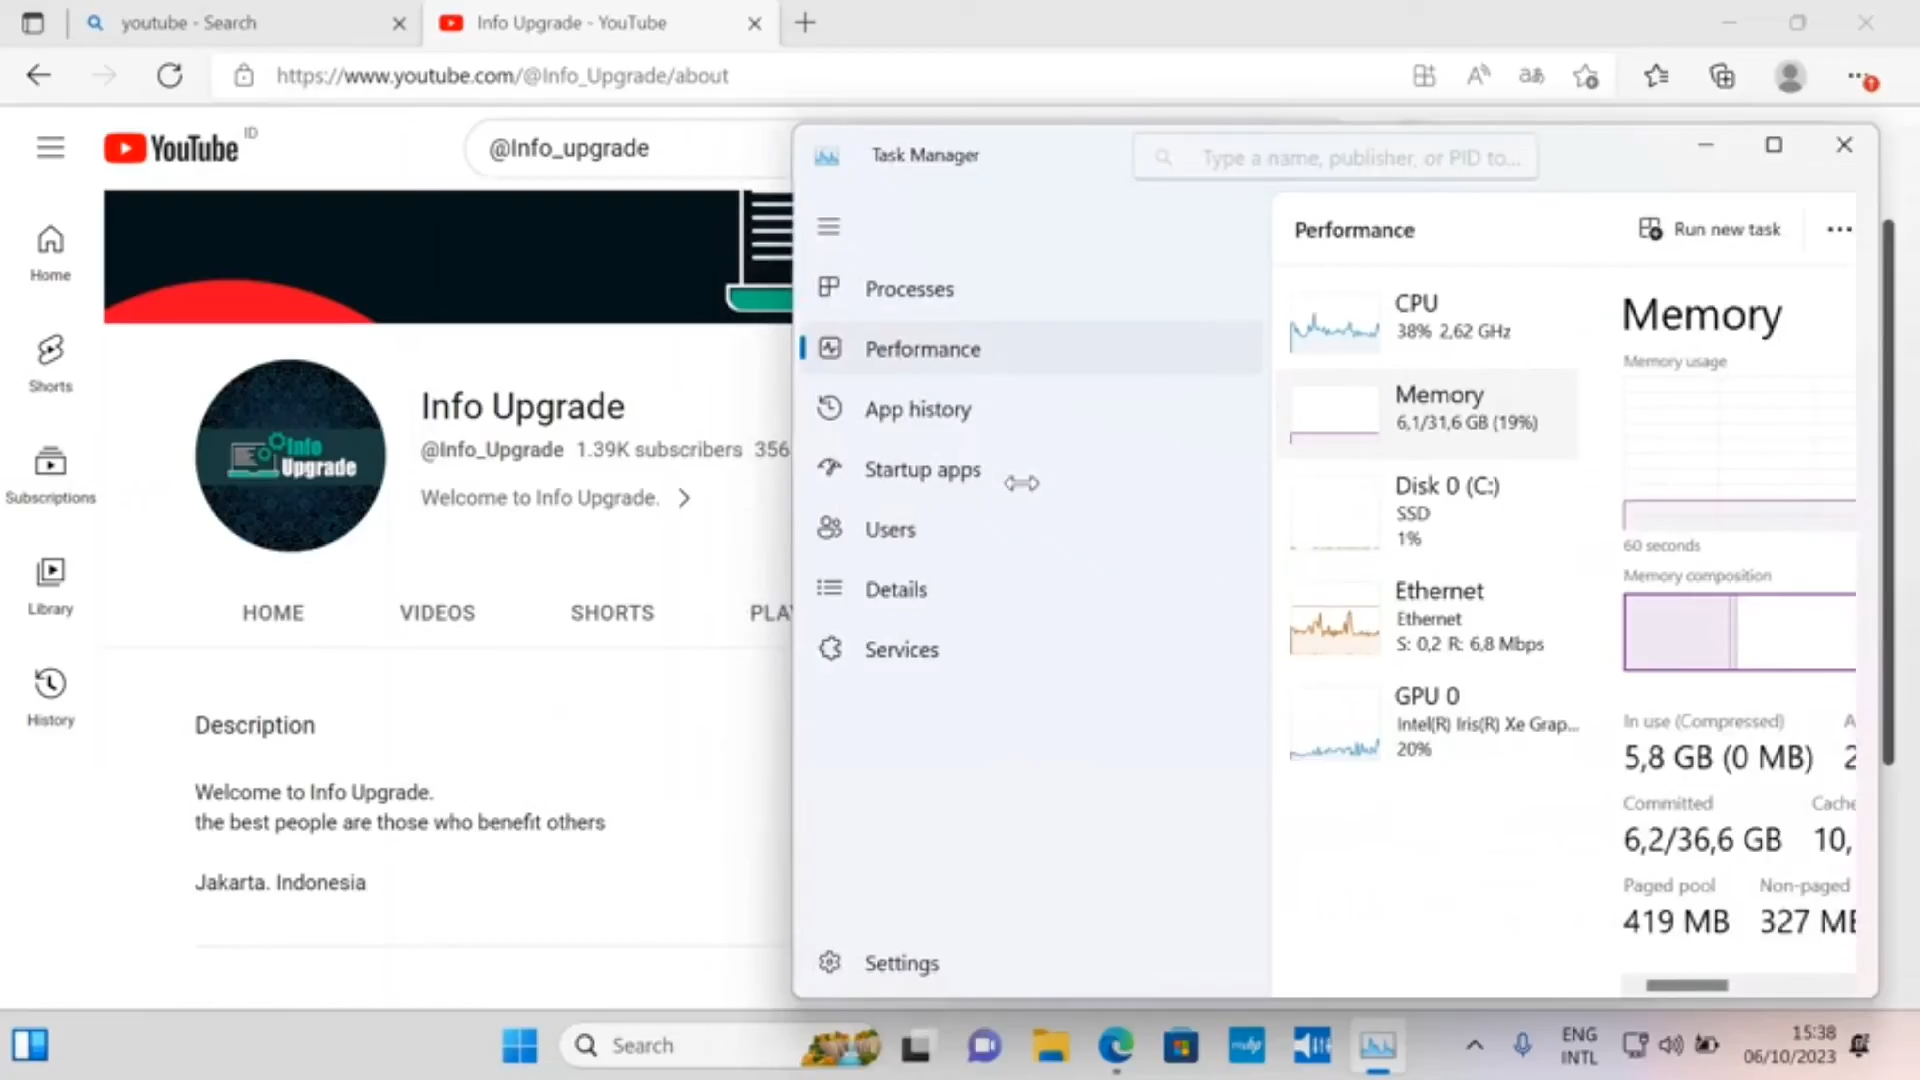 youtube - Search
Info Upgrade - YouTube
https://www.youtube.com/@Info_Upgrade/about
YouTube ID
@Info_upgrade
Home
Shorts
Subscriptions
Library
History
Info
Upgrade
Info Upgrade
@Info_Upgrade 1.39K subscribers 356
Welcome to Info Upgrade.
HOME VIDEOS SHORTS PLA
Description
Welcome to Info Upgrade.
the best people are those who benefit others
Jakarta. Indonesia
Task Manager
Type a name, publisher, or PID to...
Processes
Performance
App history
Startup apps
Users
Details
Services
Settings
Performance
Run new task
CPU
38% 2,62 GHz
Memory
6,1/31,6 GB (19%)
Disk 0 (C:)
SSD
1%
Ethernet
Ethernet
S: 0,2 R: 6,8 Mbps
GPU 0
Intel(R) Iris(R) Xe Grap...
20%
Memory
Memory usage
60 seconds
Memory composition
In use (Compressed) A
5,8 GB (0 MB) 2
Committed Cache
6,2/36,6 GB 10,
Paged pool Non-paged
419 MB 327 MB
Search
myhp
ENG
INTL
15:38
06/10/2023